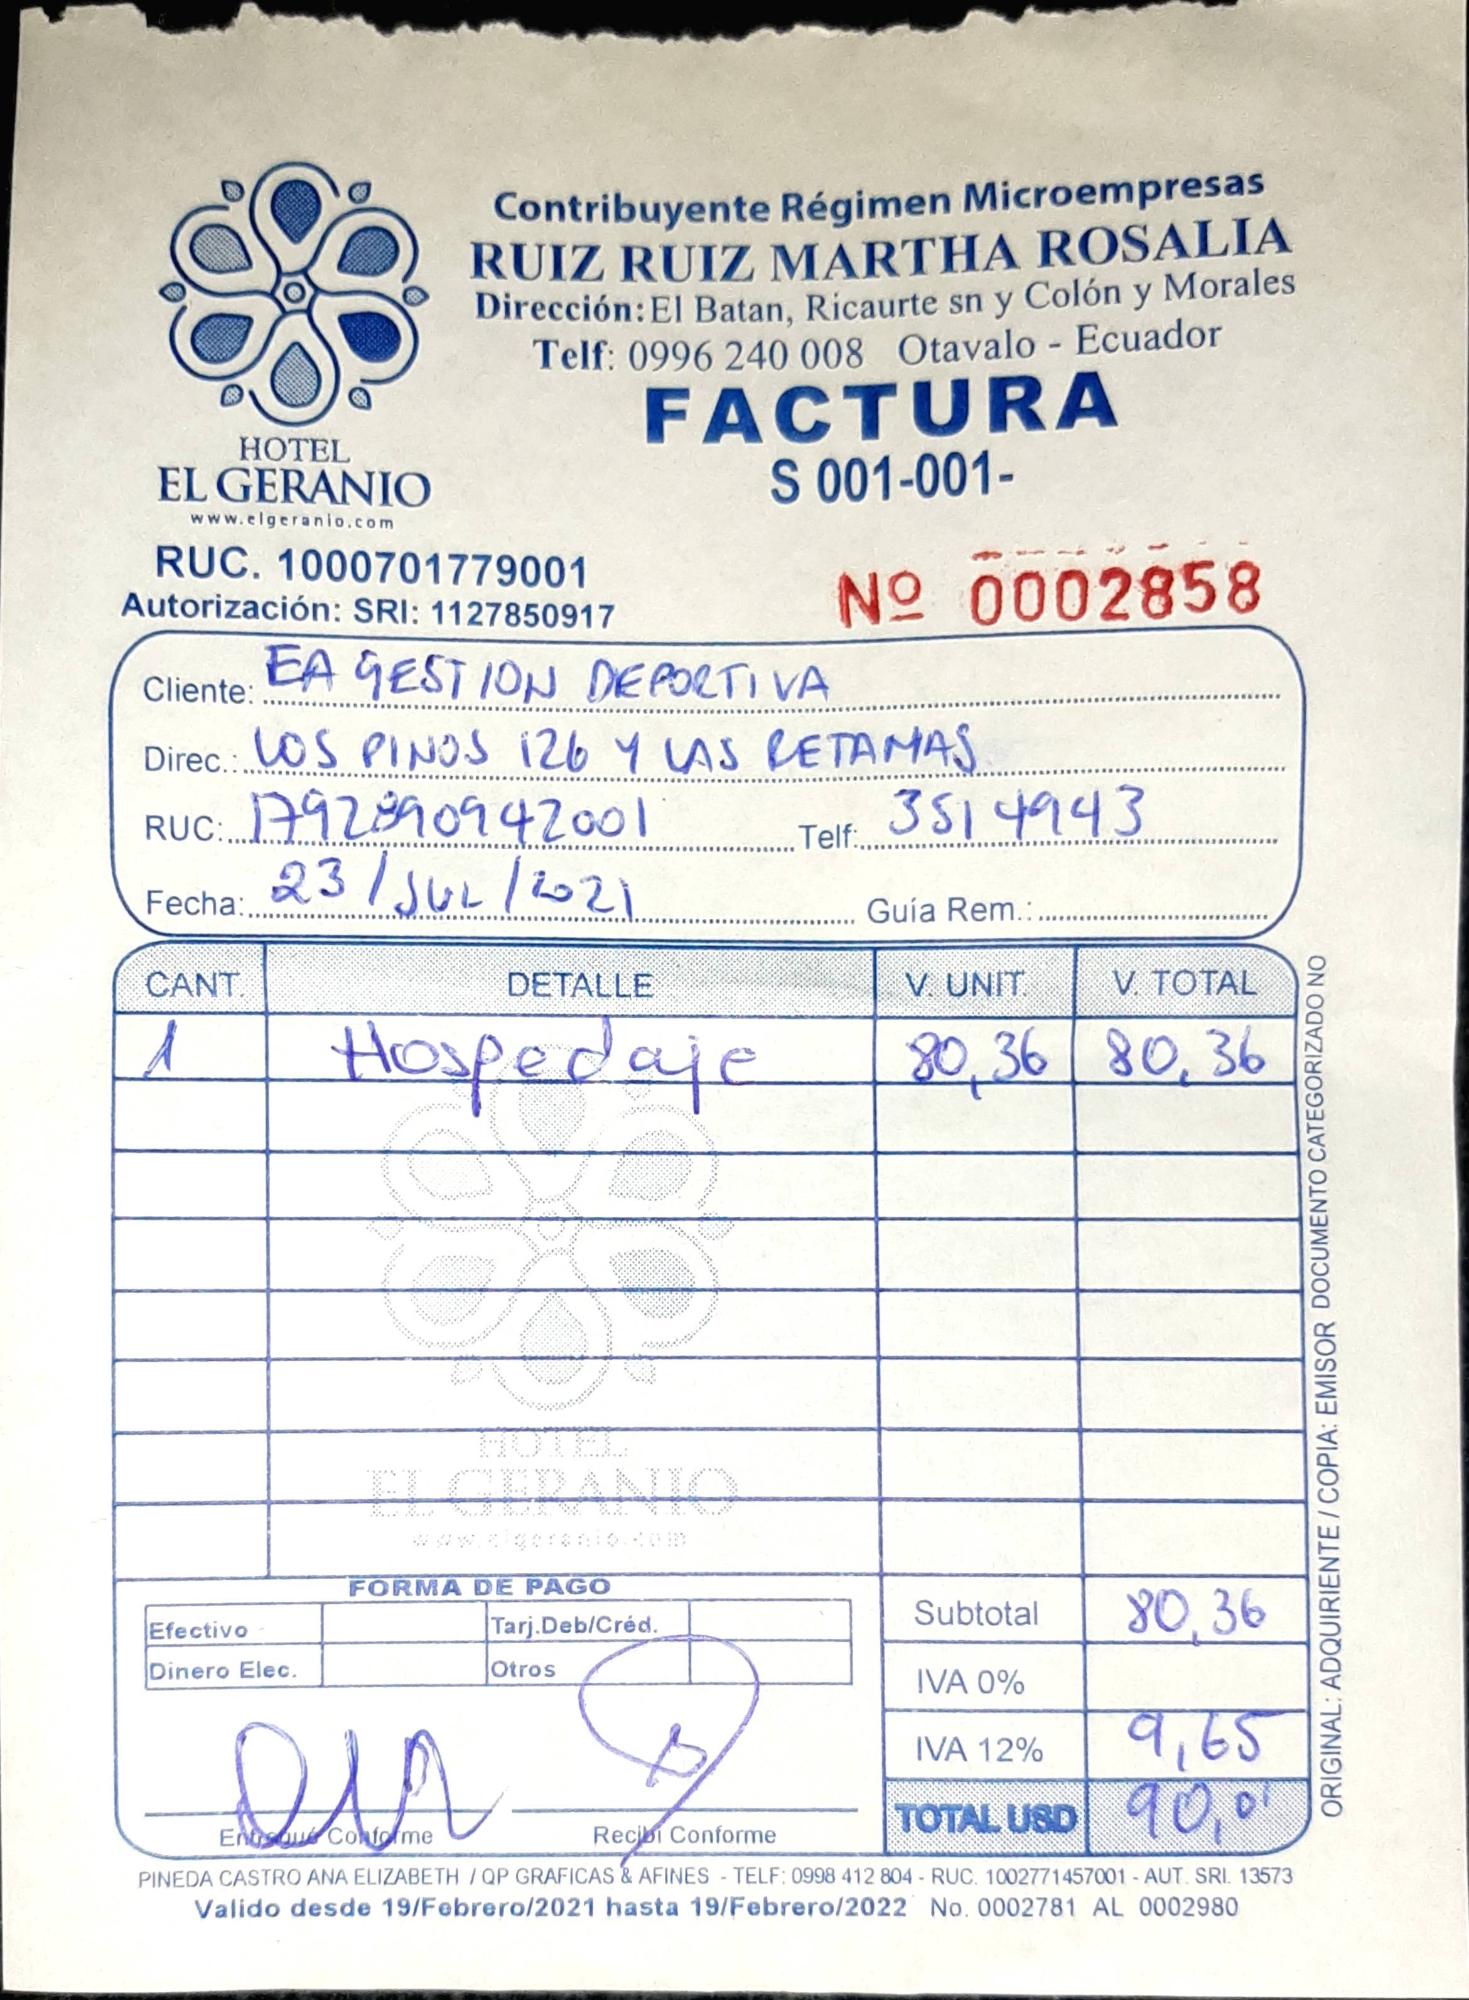 Contribuyente Régimen Microempresas
RUIZ RUIZ MARTHA ROSALIA
Dirección: El Batan, Ricaurte sn y Colón y Morales
Telf: 0996 240 008 Otavalo - Ecuador
FACTURA
S 001-001-
HOTEL
EL GERANIO
www.elgeranio.com
RUC. 1000701779001
Autorización: SRI: 1127850917
Nº 0002858
Cliente: EA GESTION DEPORTIVA
Direc.: LOS PINOS 126 Y LAS RETAMAS
RUC: 1792890942001 Telf: 3514943
Fecha: 23/JUL/2021 Guía Rem.:
CANT. DETALLE V. UNIT. V. TOTAL
1 Hospedaje 80,36 80,36
HOTEL
EL GERANIO
www.elgeranio.com
FORMA DE PAGO
Efectivo Tarj.Deb/Créd.
Dinero Elec. Otros
Subtotal 80,36
IVA 0%
IVA 12% 9,65
TOTAL USD 90,01
Entregué Conforme Recibi Conforme
ORIGINAL: ADQUIRIENTE / COPIA: EMISOR DOCUMENTO CATEGORIZADO NO
PINEDA CASTRO ANA ELIZABETH / QP GRAFICAS & AFINES - TELF: 0998 412 804 - RUC. 1002771457001 - AUT. SRI. 13573
Valido desde 19/Febrero/2021 hasta 19/Febrero/2022 No. 0002781 AL 0002980